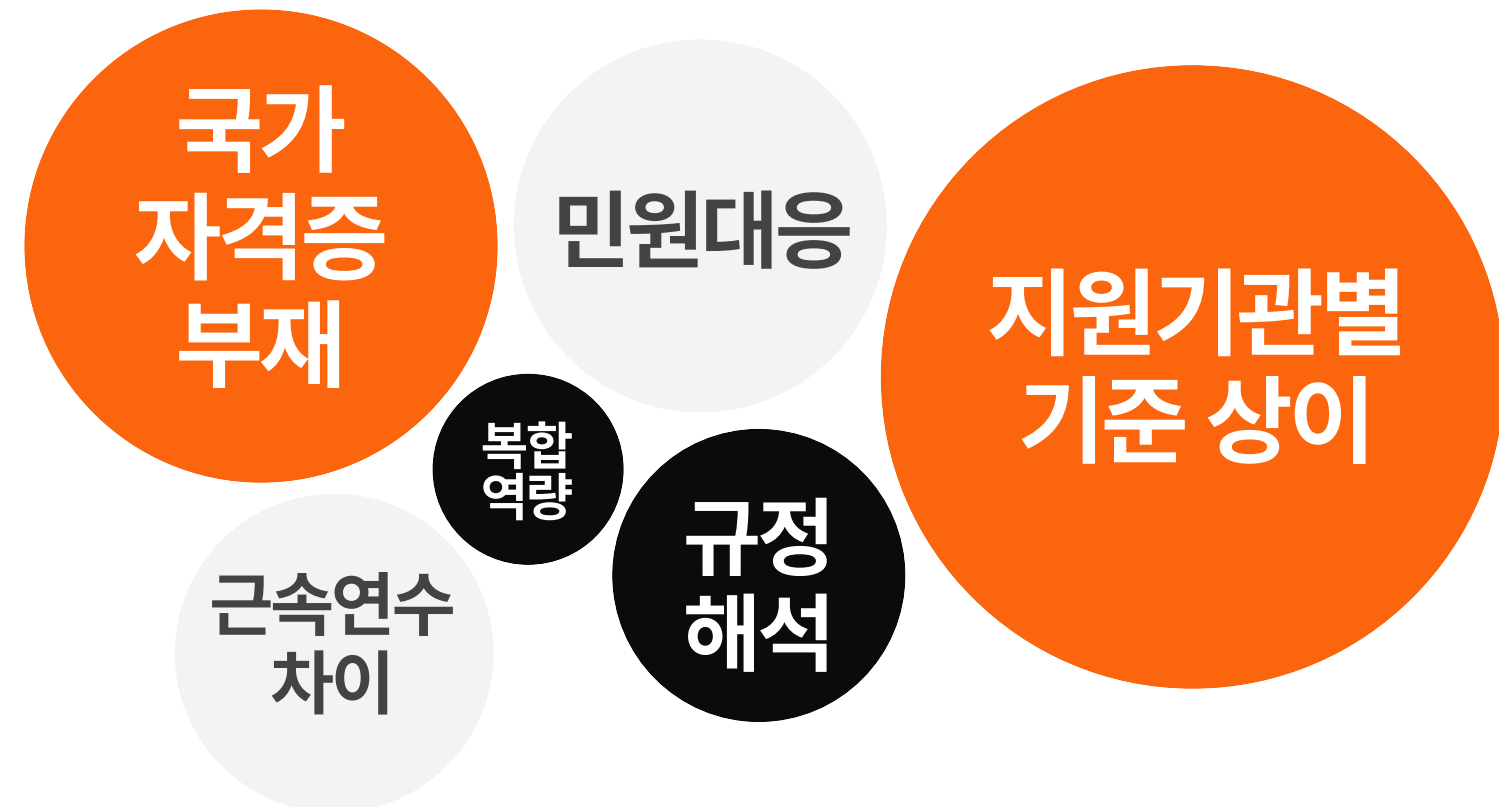 국가
자격증
부재
민원대응
지원기관별
기준 상이
복합
역량
규정
해석
근속연수
차이